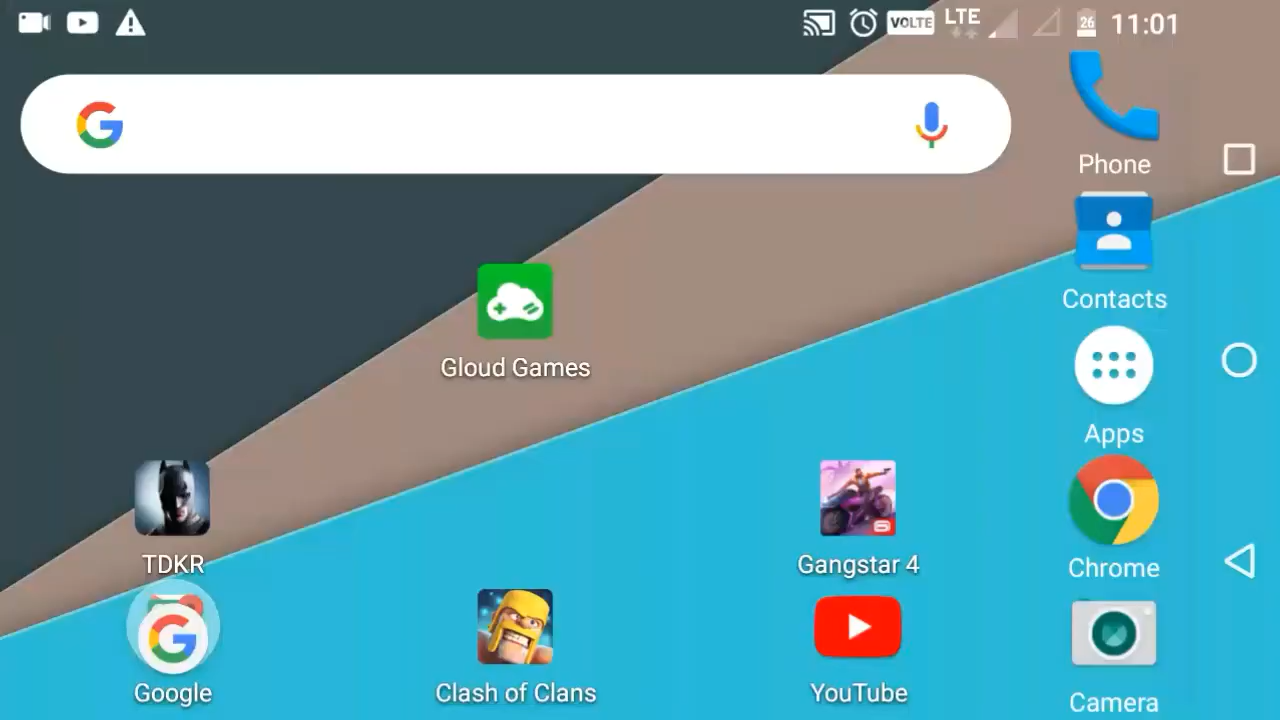 VOLTE LTE 26 11:01
Phone
Contacts
Gloud Games
Apps
TDKR
Gangstar 4
Chrome
Google
Clash of Clans
YouTube
Camera